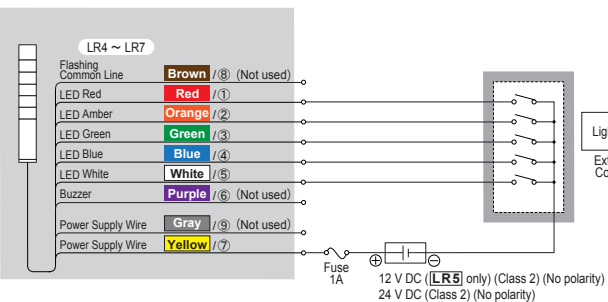 LR4 ~ LR7
Flashing
Common Line Brown /⑧ (Not used)
LED Red Red /①
LED Amber Orange /②
LED Green Green /③
LED Blue Blue /④
LED White White /⑤
Buzzer Purple /⑥ (Not used)
Power Supply Wire Gray /⑨ (Not used)
Power Supply Wire Yellow /⑦
Fuse
1A
⊕ ⊖
12 V DC (LR5 only) (Class 2) (No polarity)
24 V DC (Class 2) (No polarity)